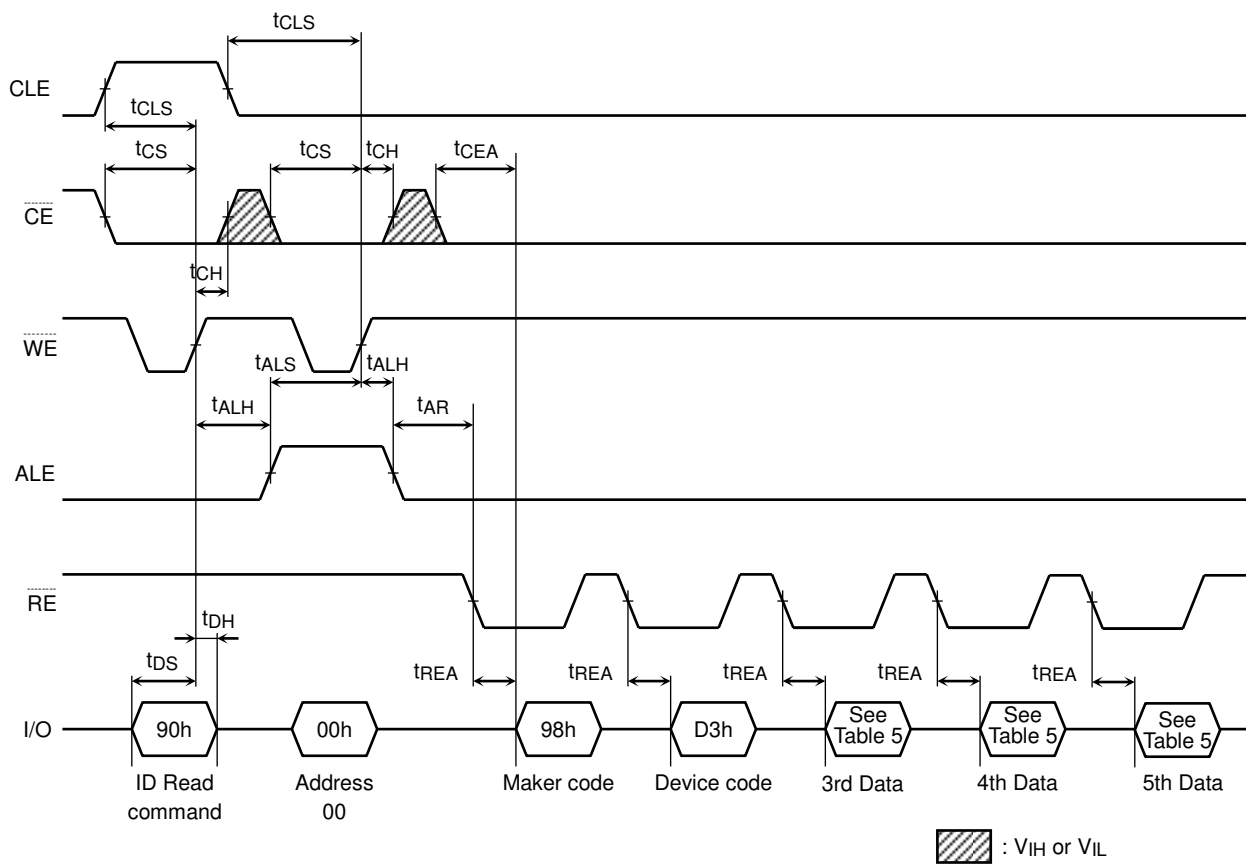 tCLS
CLE
tCLS
tCS tCS tCH tCEA
CE
tCH
WE
tALS tALH
tALH tAR
ALE
RE
tDH
tDS tREA tREA tREA tREA tREA
I/O 90h 00h 98h D3h See Table 5 See Table 5 See Table 5
ID Read command
Address 00
Maker code
Device code
3rd Data
4th Data
5th Data
: VIH or VIL